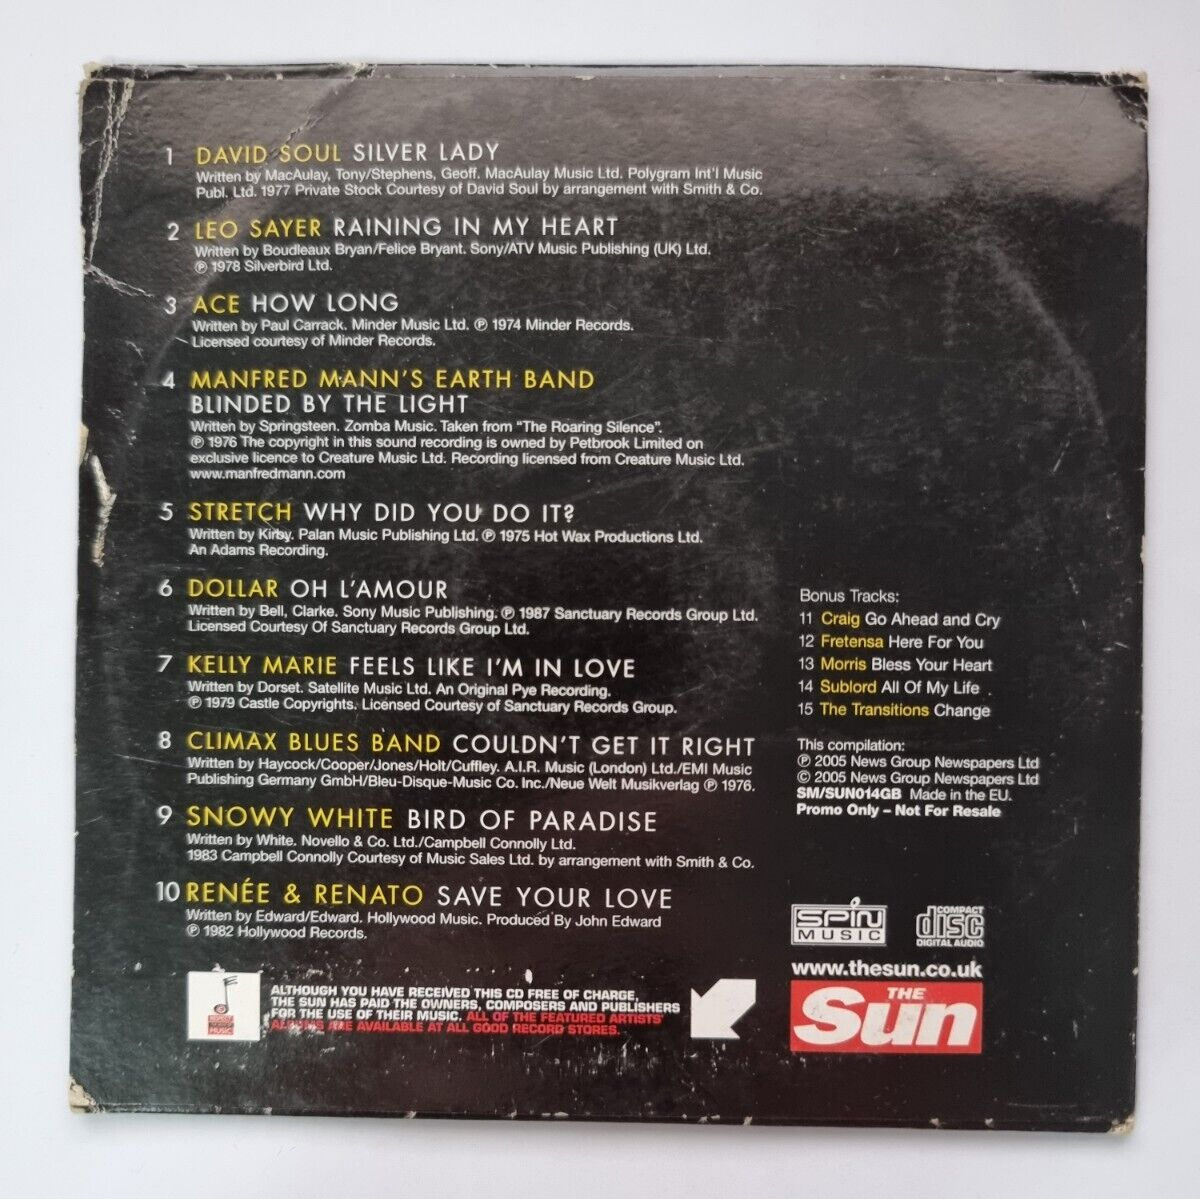 1 DAVID SOUL SILVER LADY
Written by MacAulay, Tony/Stephens, Geoff. MacAulay Music Ltd. Polygram Int'l Music
Publ. Ltd. 1977 Private Stock Courtesy of David Soul by arrangement with Smith & Co.
2 LEO SAYER RAINING IN MY HEART
Written by Boudleaux Bryan/Felice Bryant. Sony/ATV Music Publishing (UK) Ltd.
℗ 1978 Silverbird Ltd.
3 ACE HOW LONG
Written by Paul Carrack. Minder Music Ltd. ℗ 1974 Minder Records.
Licensed courtesy of Minder Records.
4 MANFRED MANN'S EARTH BAND
BLINDED BY THE LIGHT
Written by Springsteen. Zomba Music. Taken from "The Roaring Silence".
℗ 1976 The copyright in this sound recording is owned by Petbrook Limited on
exclusive licence to Creature Music Ltd. Recording licensed from Creature Music Ltd.
www.manfredmann.com
5 STRETCH WHY DID YOU DO IT?
Written by Kirby. Palan Music Publishing Ltd. ℗ 1975 Hot Wax Productions Ltd.
An Adams Recording.
6 DOLLAR OH L'AMOUR
Written by Bell, Clarke. Sony Music Publishing. ℗ 1987 Sanctuary Records Group Ltd.
Licensed Courtesy Of Sanctuary Records Group Ltd.
7 KELLY MARIE FEELS LIKE I'M IN LOVE
Written by Dorset. Satellite Music Ltd. An Original Pye Recording.
℗ 1979 Castle Copyrights. Licensed Courtesy of Sanctuary Records Group.
8 CLIMAX BLUES BAND COULDN'T GET IT RIGHT
Written by Haycock/Cooper/Jones/Holt/Cuffley. A.I.R. Music (London) Ltd./EMI Music
Publishing Germany GmbH/Bleu-Disque-Music Co. Inc./Neue Welt Musikverlag ℗ 1976.
9 SNOWY WHITE BIRD OF PARADISE
Written by White. Novello & Co. Ltd./Campbell Connolly Ltd.
1983 Campbell Connolly Courtesy of Music Sales Ltd. by arrangement with Smith & Co.
10 RENÉE & RENATO SAVE YOUR LOVE
Written by Edward/Edward. Hollywood Music. Produced By John Edward
℗ 1982 Hollywood Records.
Bonus Tracks:
11 Craig Go Ahead and Cry
12 Fretensa Here For You
13 Morris Bless Your Heart
14 Sublord All Of My Life
15 The Transitions Change
This compilation:
℗ 2005 News Group Newspapers Ltd
© 2005 News Group Newspapers Ltd
SM/SUN014GB Made in the EU.
Promo Only – Not For Resale
SPIN
MUSIC
COMPACT
disc
DIGITAL AUDIO
www.thesun.co.uk
THE
Sun
MUSIC
ALTHOUGH YOU HAVE RECEIVED THIS CD FREE OF CHARGE,
THE SUN HAS PAID THE OWNERS, COMPOSERS AND PUBLISHERS
FOR THE USE OF THEIR MUSIC. ALL OF THE FEATURED ARTISTS'
ALBUMS ARE AVAILABLE AT ALL GOOD RECORD STORES.